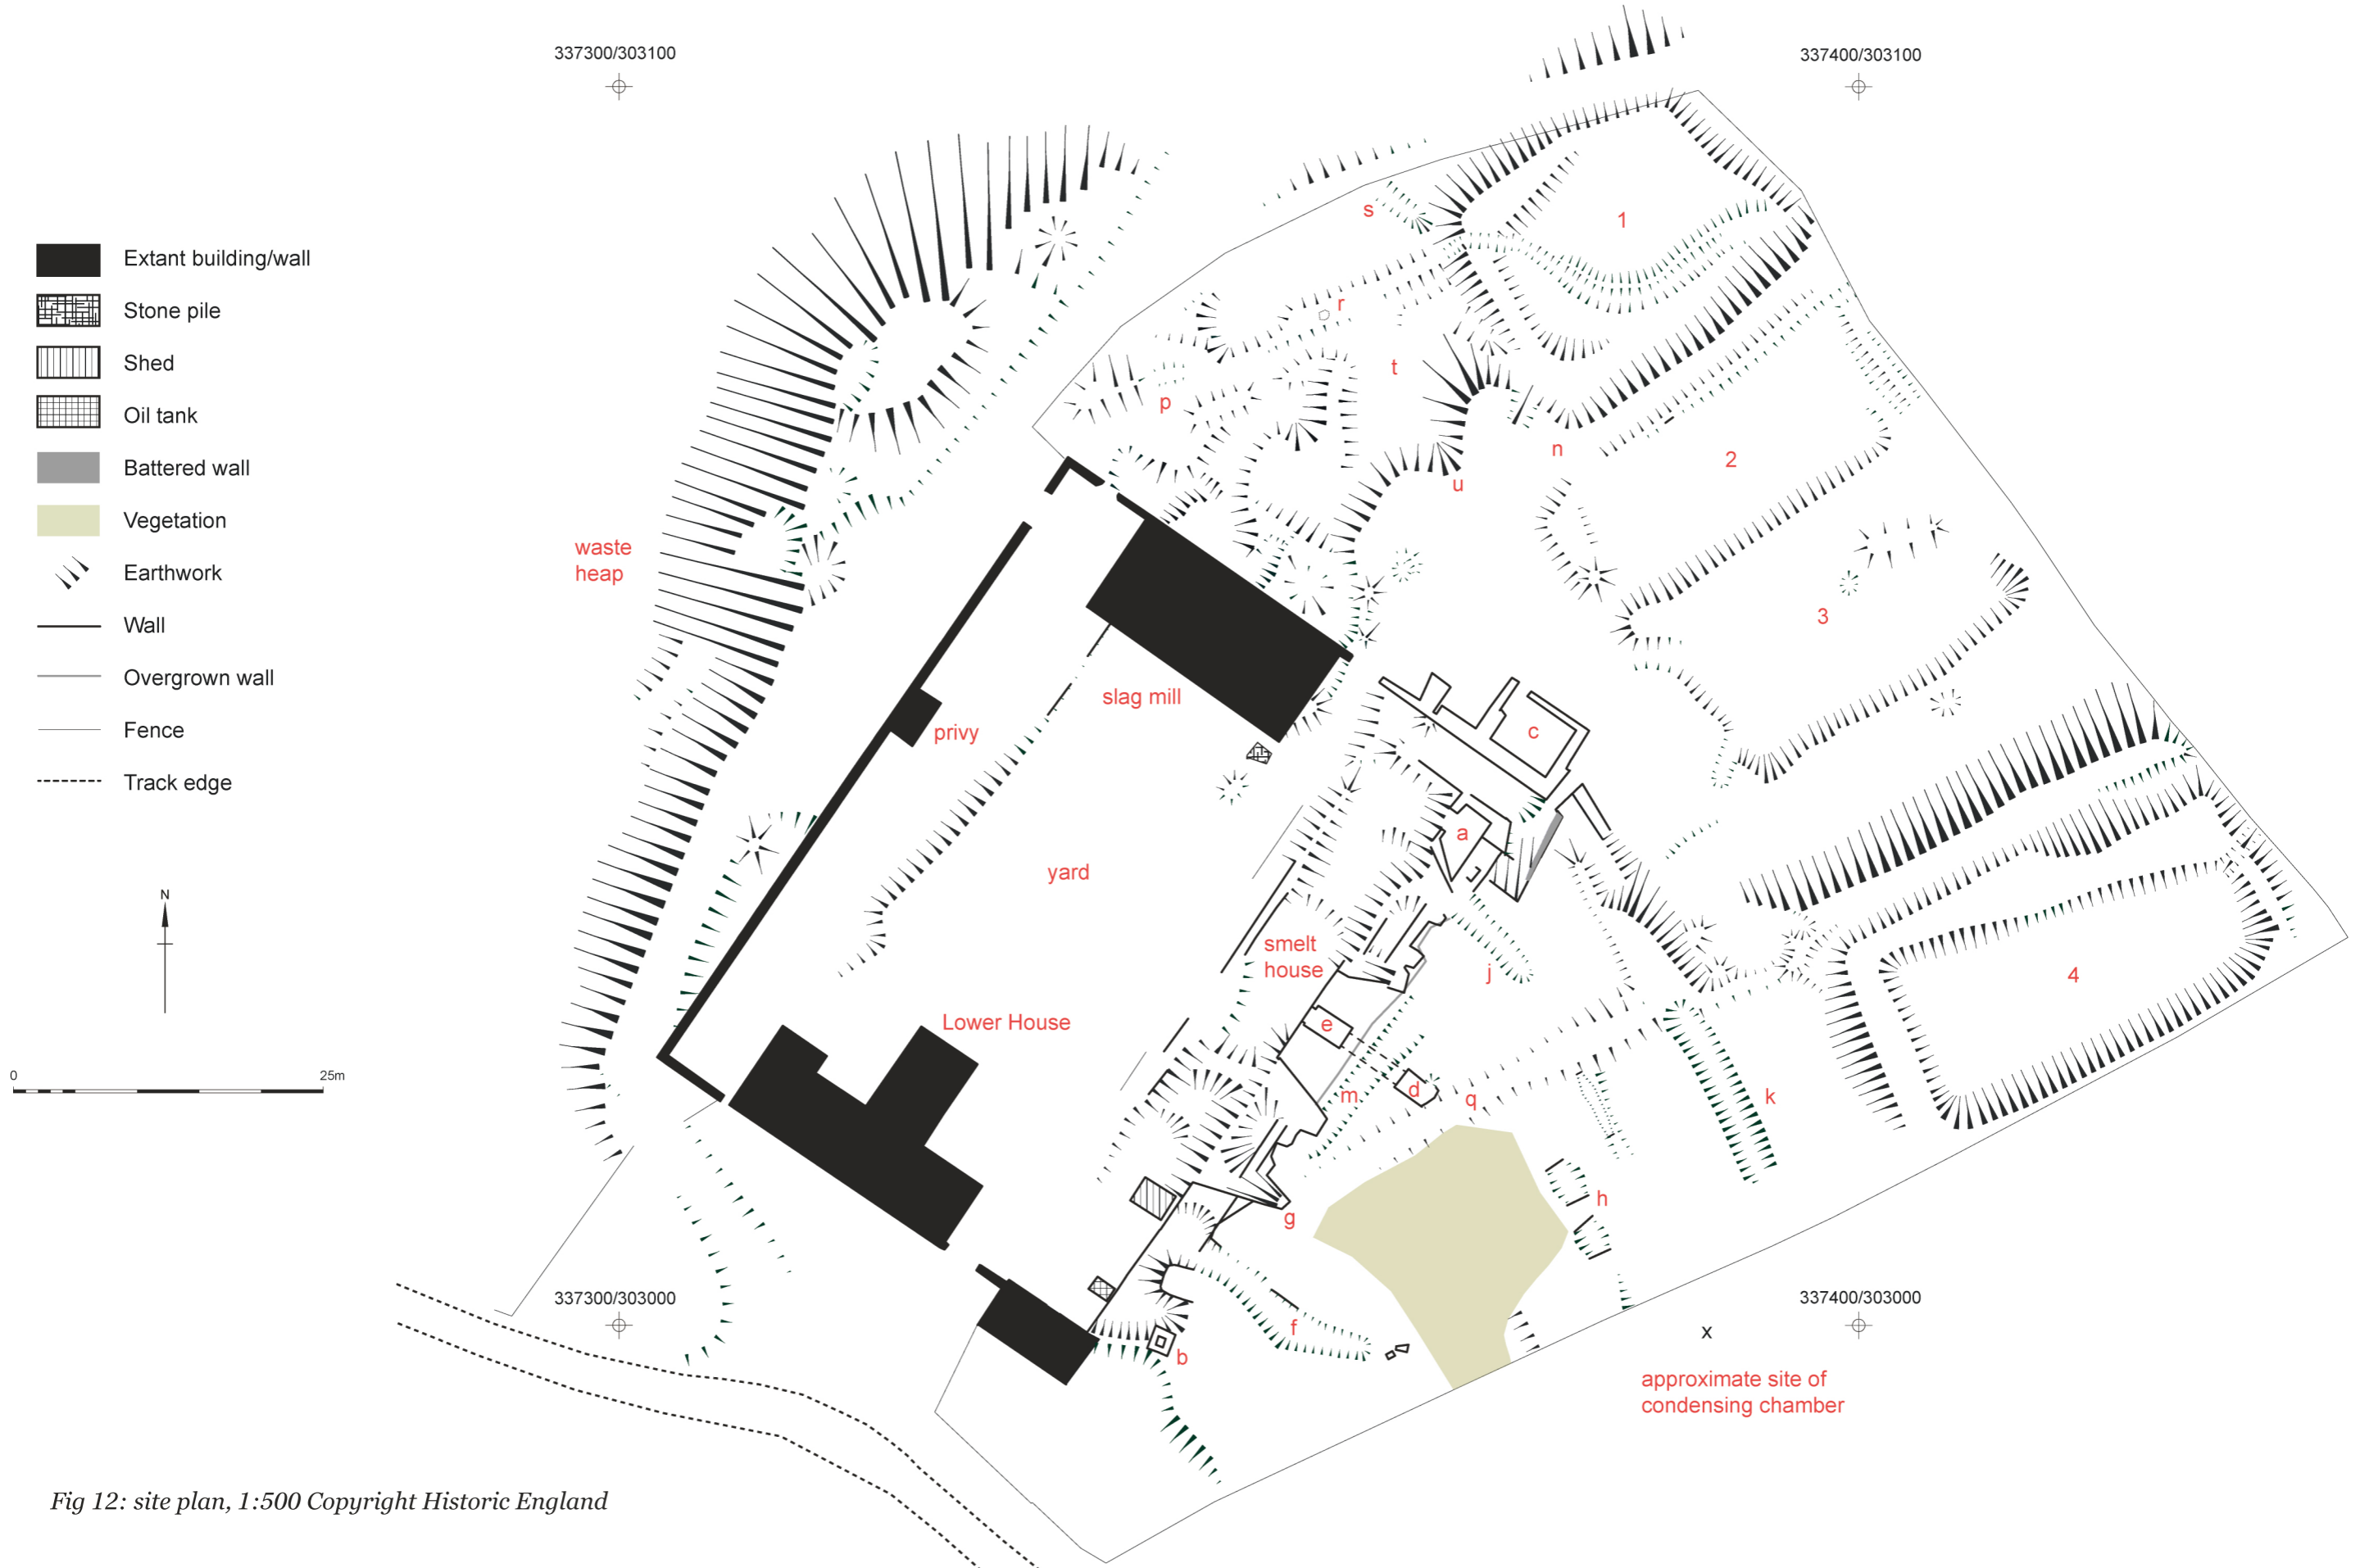 337300/303100
337400/303100
Extant building/wall
Stone pile
Shed
Oil tank
Battered wall
Vegetation
Earthwork
Wall
Overgrown wall
Fence
Track edge
N
0
25m
waste
heap
s
1
r
t
p
n
2
u
3
slag mill
privy
c
a
yard
smelt
house
j
4
Lower House
e
d
m
q
k
h
g
337300/303000
337400/303000
f
b
x
approximate site of
condensing chamber
Fig 12: site plan, 1:500 Copyright Historic England